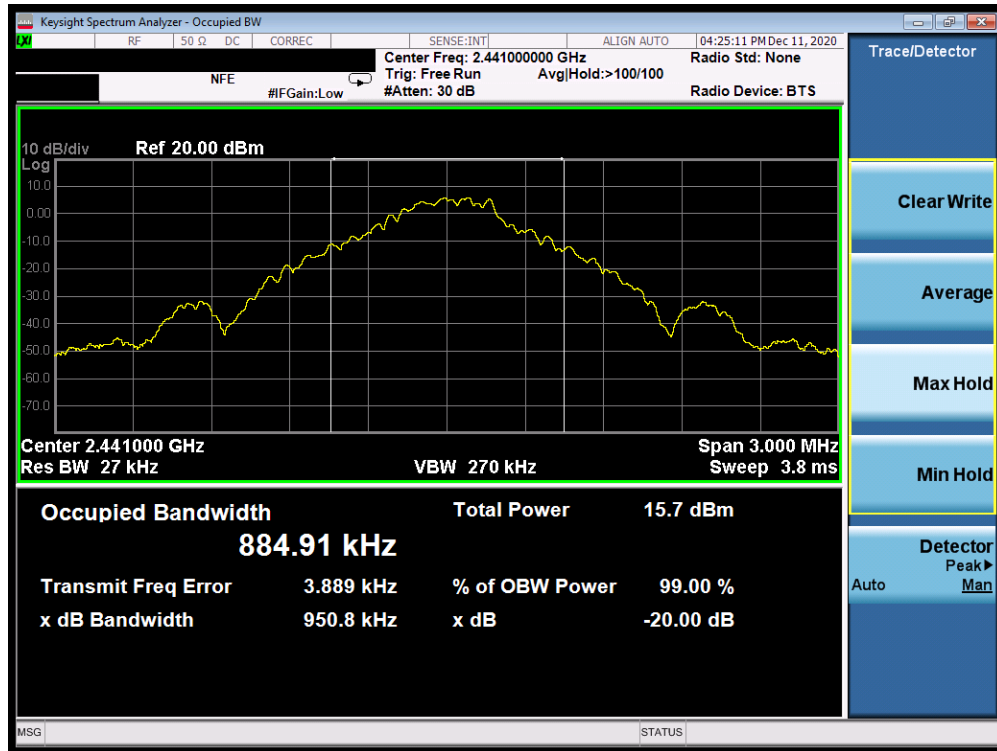 Keysight Spectrum Analyzer - Occupied BW
LXI RF 50 Ω DC CORREC SENSE:INT ALIGN AUTO 04:25:11 PM Dec 11, 2020
Center Freq: 2.441000000 GHz Radio Std: None
NFE Trig: Free Run Avg|Hold:>100/100
#IFGain:Low #Atten: 30 dB Radio Device: BTS
Trace/Detector
10 dB/div Ref 20.00 dBm
Log
10.0
0.00
-10.0
-20.0
-30.0
-40.0
-50.0
-60.0
-70.0
Center 2.441000 GHz Span 3.000 MHz
Res BW 27 kHz VBW 270 kHz Sweep 3.8 ms
Occupied Bandwidth Total Power 15.7 dBm
884.91 kHz
Transmit Freq Error 3.889 kHz % of OBW Power 99.00 %
x dB Bandwidth 950.8 kHz x dB -20.00 dB
Clear Write
Average
Max Hold
Min Hold
Detector
Peak▶
Auto Man
MSG STATUS